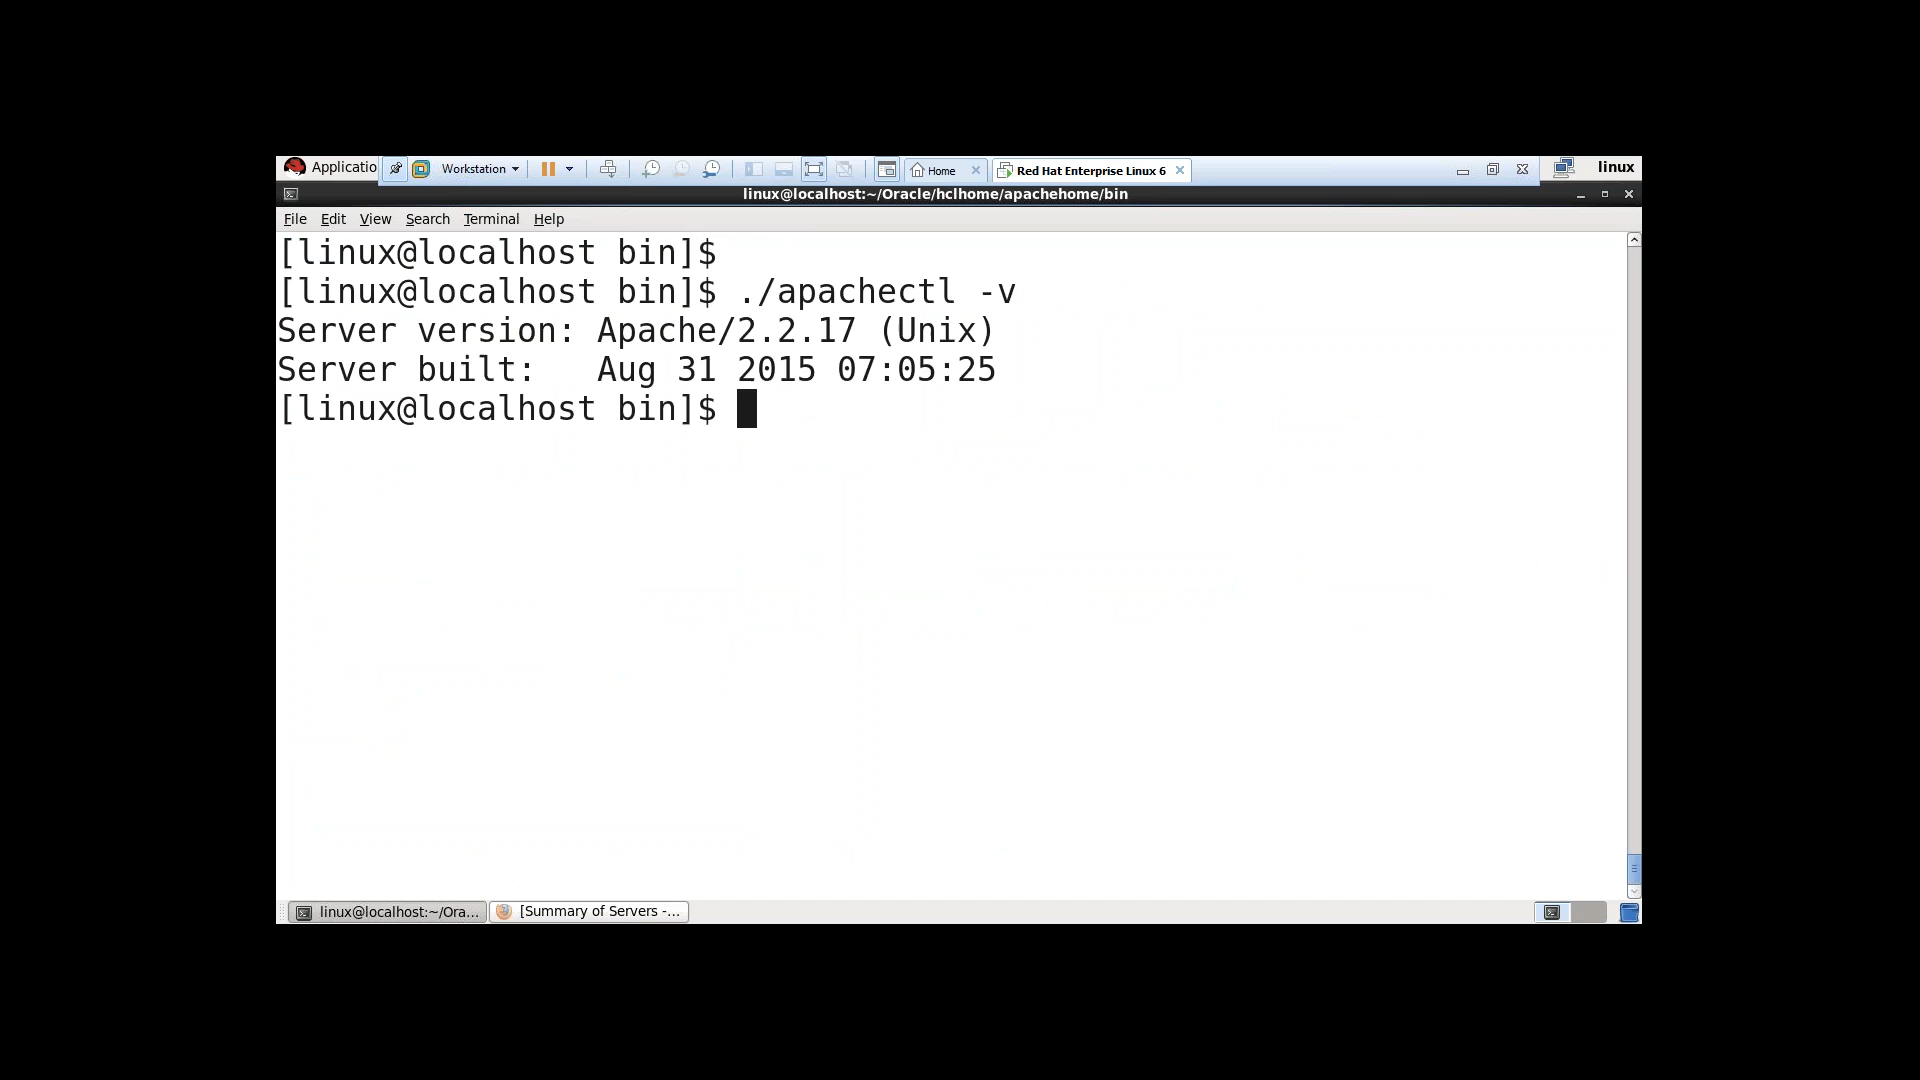 Applicatio Workstation Home Red Hat Enterprise Linux 6 linux
linux@localhost:~/Oracle/hclhome/apachehome/bin
File Edit View Search Terminal Help
[linux@localhost bin]$
[linux@localhost bin]$ ./apachectl -v
Server version: Apache/2.2.17 (Unix)
Server built:   Aug 31 2015 07:05:25
[linux@localhost bin]$
linux@localhost:~/Ora... [Summary of Servers -...